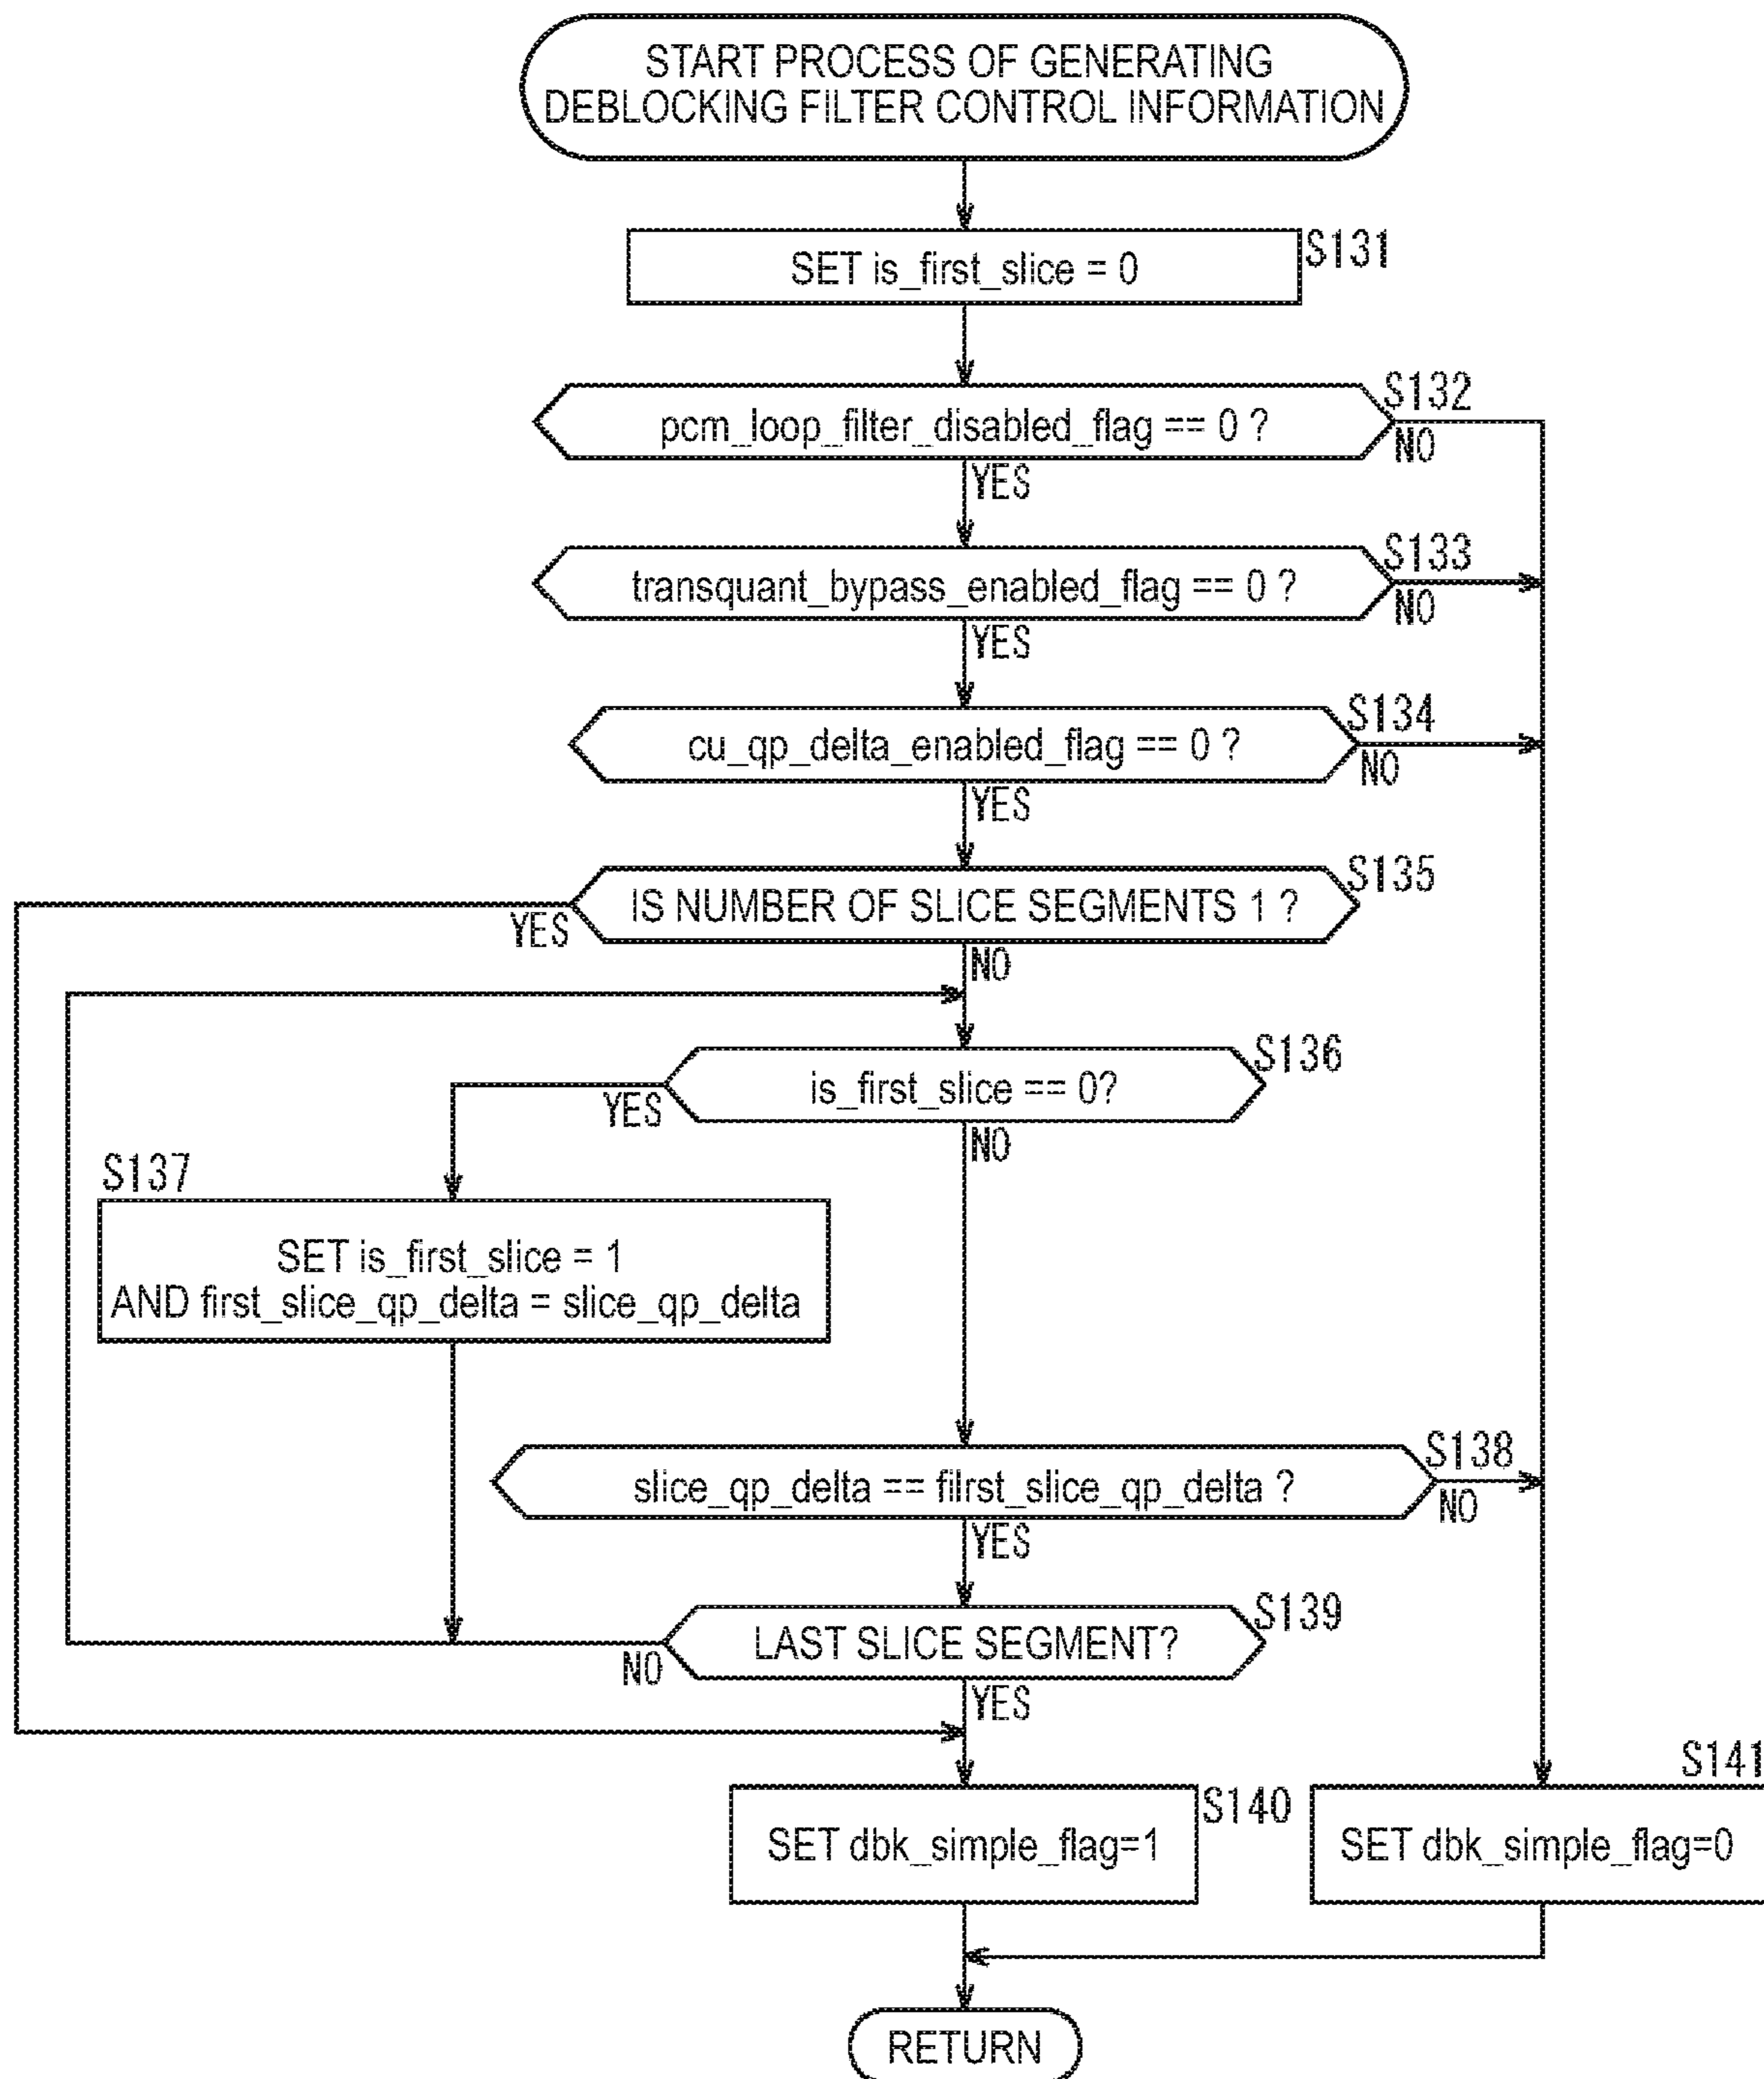 START PROCESS OF GENERATING
DEBLOCKING FILTER CONTROL INFORMATION
S131
SET is_first_slice = 0
S132
pcm_loop_filter_disabled_flag == 0 ?
NO
YES
S133
transquant_bypass_enabled_flag == 0 ?
NO
YES
S134
cu_qp_delta_enabled_flag == 0 ?
NO
YES
S135
IS NUMBER OF SLICE SEGMENTS 1 ?
YES
NO
S136
is_first_slice == 0?
YES
NO
S137
SET is_first_slice = 1
AND first_slice_qp_delta = slice_qp_delta
S138
slice_qp_delta == filrst_slice_qp_delta ?
NO
YES
S139
LAST SLICE SEGMENT?
NO
YES
S140
SET dbk_simple_flag=1
S141
SET dbk_simple_flag=0
RETURN